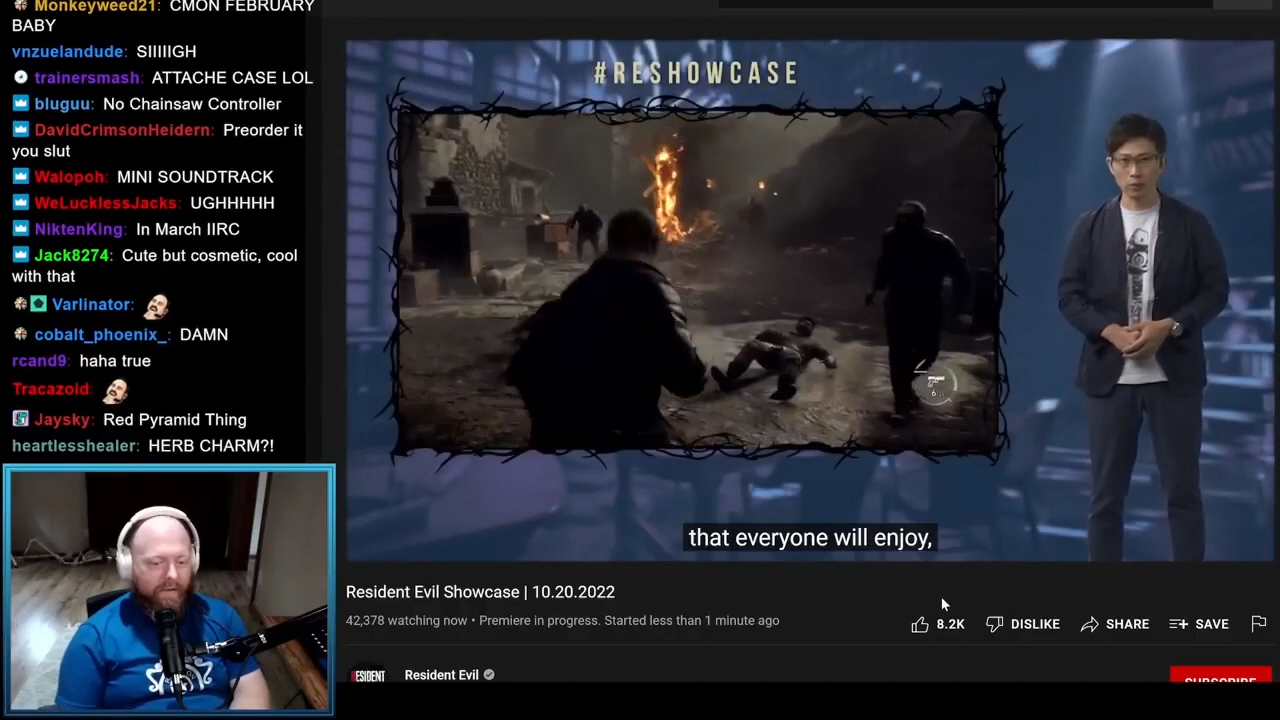 Monkeyweed21: CMON FEBRUARY
BABY
vnzuelandude: SIIIIIGH
trainersmash: ATTACHE CASE LOL
bluguu: No Chainsaw Controller
DavidCrimsonHeidern: Preorder it
you slut
Walopoh: MINI SOUNDTRACK
WeLucklessJacks: UGHHHHH
NiktenKing: In March IIRC
Jack8274: Cute but cosmetic, cool
with that
Varlinator:
cobalt_phoenix_: DAMN
rcand9: haha true
Tracazoid:
Jaysky: Red Pyramid Thing
heartlesshealer: HERB CHARM?!
#RESHOWCASE
6
that everyone will enjoy,
Resident Evil Showcase | 10.20.2022
42,378 watching now • Premiere in progress. Started less than 1 minute ago
8.2K DISLIKE SHARE SAVE
RESIDENT
Resident Evil
SUBSCRIBE